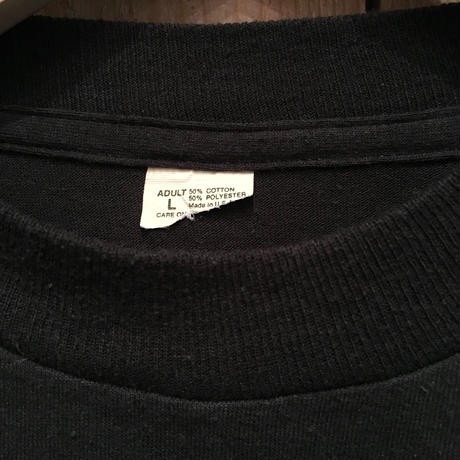 ADULT 50% COTTON
L 50% POLYESTER
Made in U.S.
CARE ON